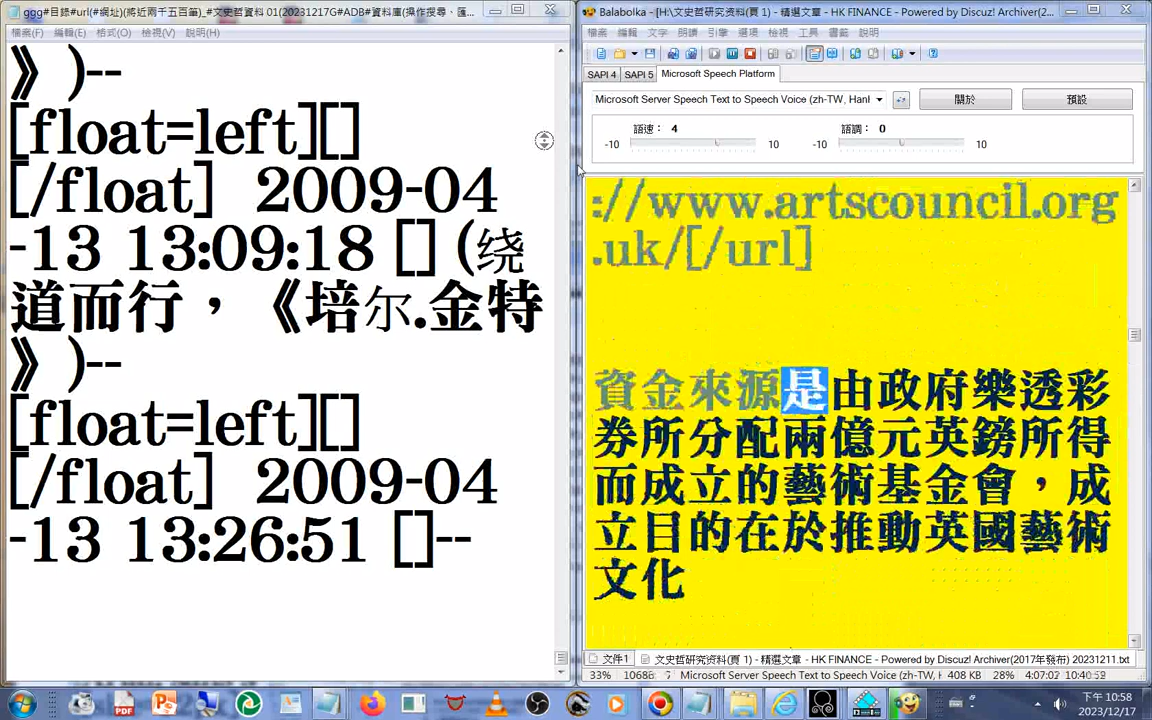 ggg#目錄#url(#網址)(將近兩千五百筆)_#文史哲資料 01(20231217G#ADB#資料庫(操作搜尋、匯...
檔案(F) 編輯(E) 格式(O) 檢視(V) 說明(H)
》 )--
[float=left][]
[/float]  2009-04
-13 13:09:18 [] (绕
道而行，《培尔.金特
》 )--
[float=left][]
[/float]  2009-04
-13 13:26:51 []--
Balabolka - [H:\文史哲研究資料(頁 1) - 精選文章 - HK FINANCE - Powered by Discuz! Archiver(2...
檔案 編輯 文字 朗讀 引擎 選項 檢視 工具 書籤 說明
SAPI 4 SAPI 5 Microsoft Speech Platform
Microsoft Server Speech Text to Speech Voice (zh-TW, Hanl
關於
預設
語速： 4
語調： 0
-10 10 -10 10
://www.artscouncil.org
.uk/[/url]
資金來源是由政府樂透彩
券所分配兩億元英鎊所得
而成立的藝術基金會，成
立目的在於推動英國藝術
文化
文件1 文史哲研究資料(頁 1) - 精選文章 - HK FINANCE - Powered by Discuz! Archiver(2017年發布) 20231211.txt
33% Microsoft Server Speech Text to Speech Voice (zh-TW, H 408 KB 28% 4:07:02
下午 10:58
2023/12/17